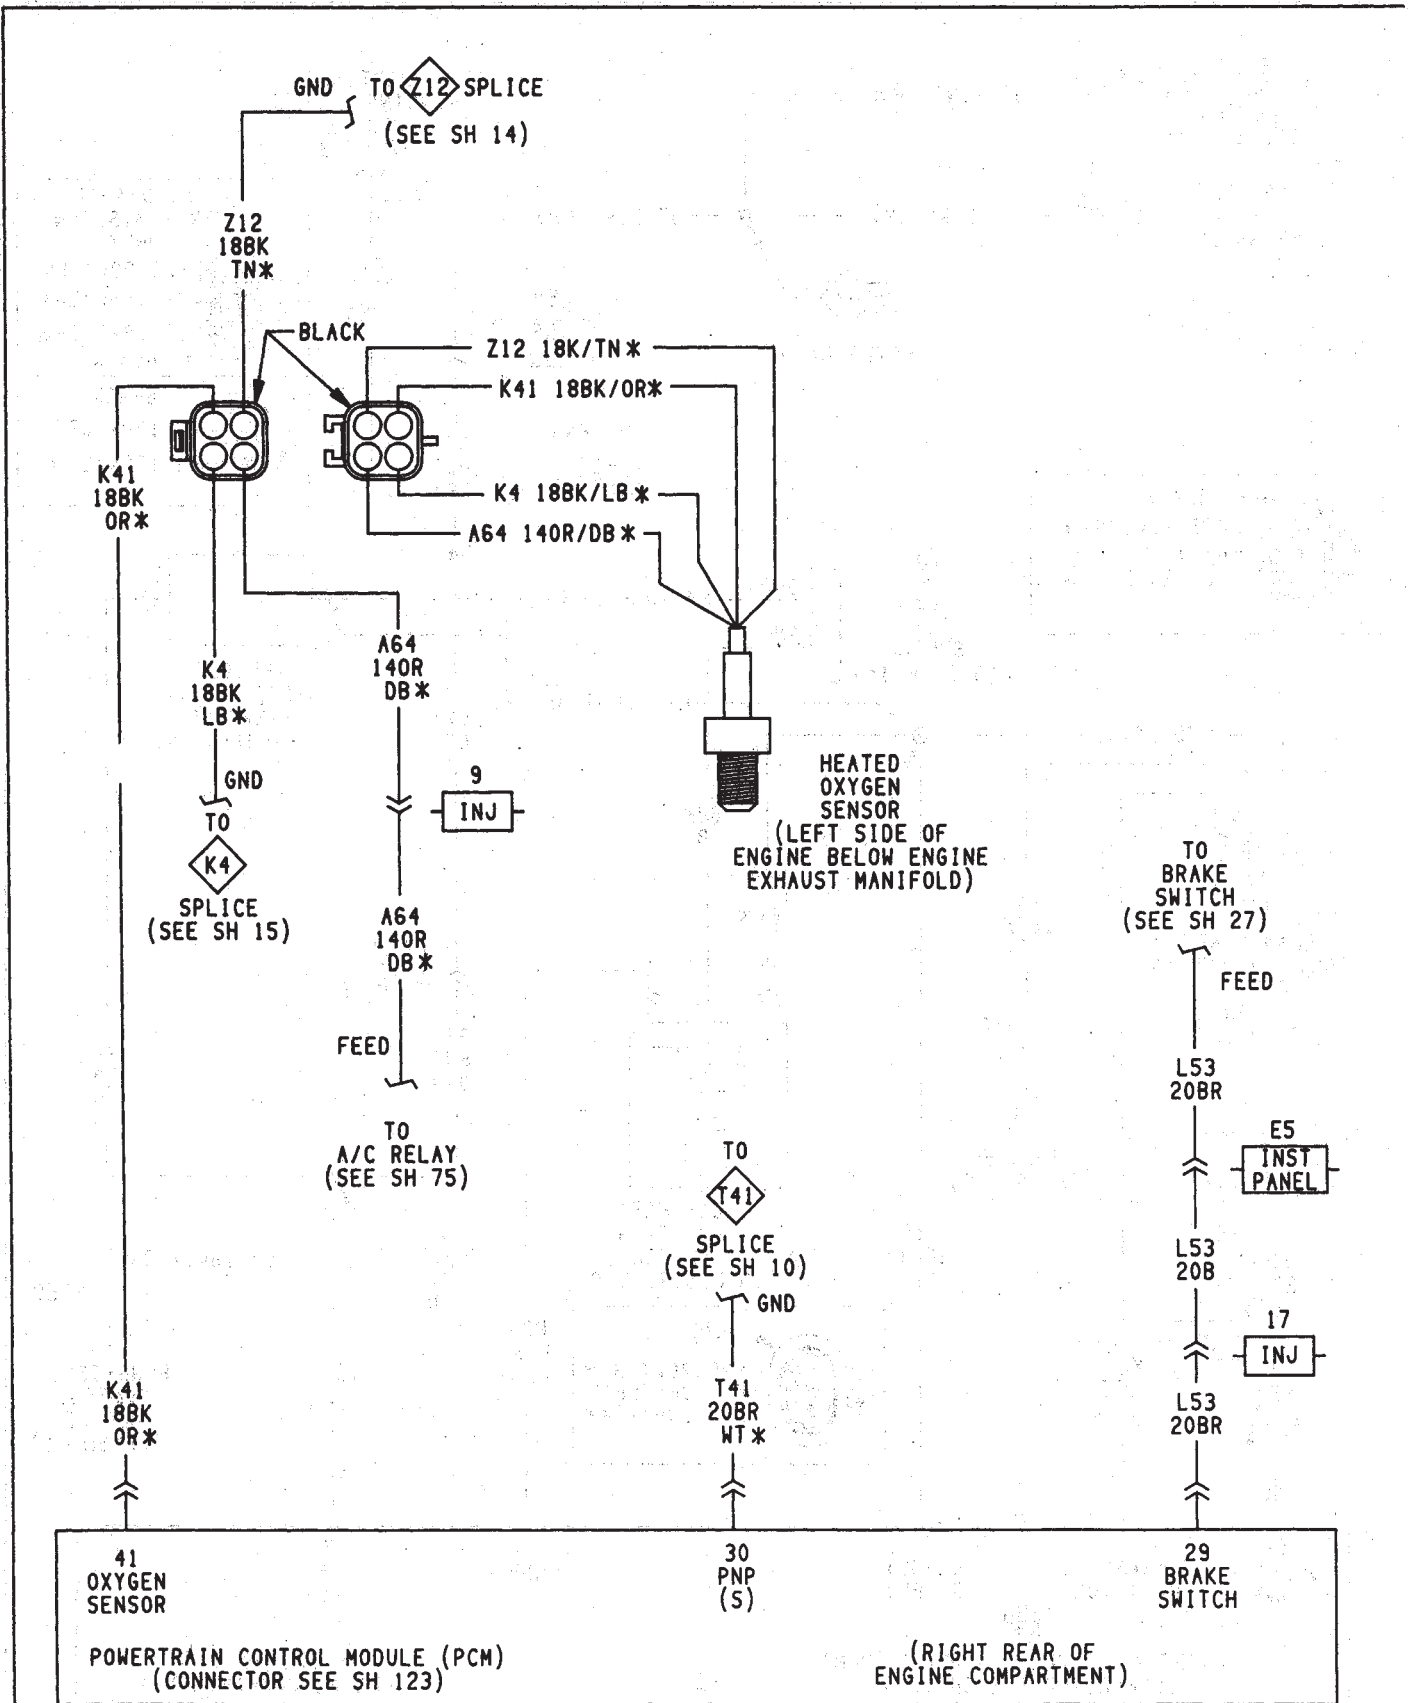 GND TO Z12 SPLICE
(SEE SH 14)
Z12
18BK
TN*
BLACK
Z12 18K/TN*
K41 18BK/OR*
K41
18BK
OR*
K4 18BK/LB*
A64 14OR/DB*
A64
14OR
DB*
K4
18BK
LB*
GND
TO
K4
SPLICE
(SEE SH 15)
9
INJ
HEATED
OXYGEN
SENSOR
(LEFT SIDE OF
ENGINE BELOW ENGINE
EXHAUST MANIFOLD)
TO
BRAKE
SWITCH
(SEE SH 27)
FEED
A64
14OR
DB*
FEED
TO
A/C RELAY
(SEE SH 75)
L53
20BR
E5
INST
PANEL
TO
T41
SPLICE
(SEE SH 10)
GND
L53
20B
17
INJ
K41
18BK
OR*
T41
20BR
WT*
L53
20BR
41
OXYGEN
SENSOR
30
PNP
(S)
29
BRAKE
SWITCH
POWERTRAIN CONTROL MODULE (PCM)
(CONNECTOR SEE SH 123)
(RIGHT REAR OF
ENGINE COMPARTMENT)